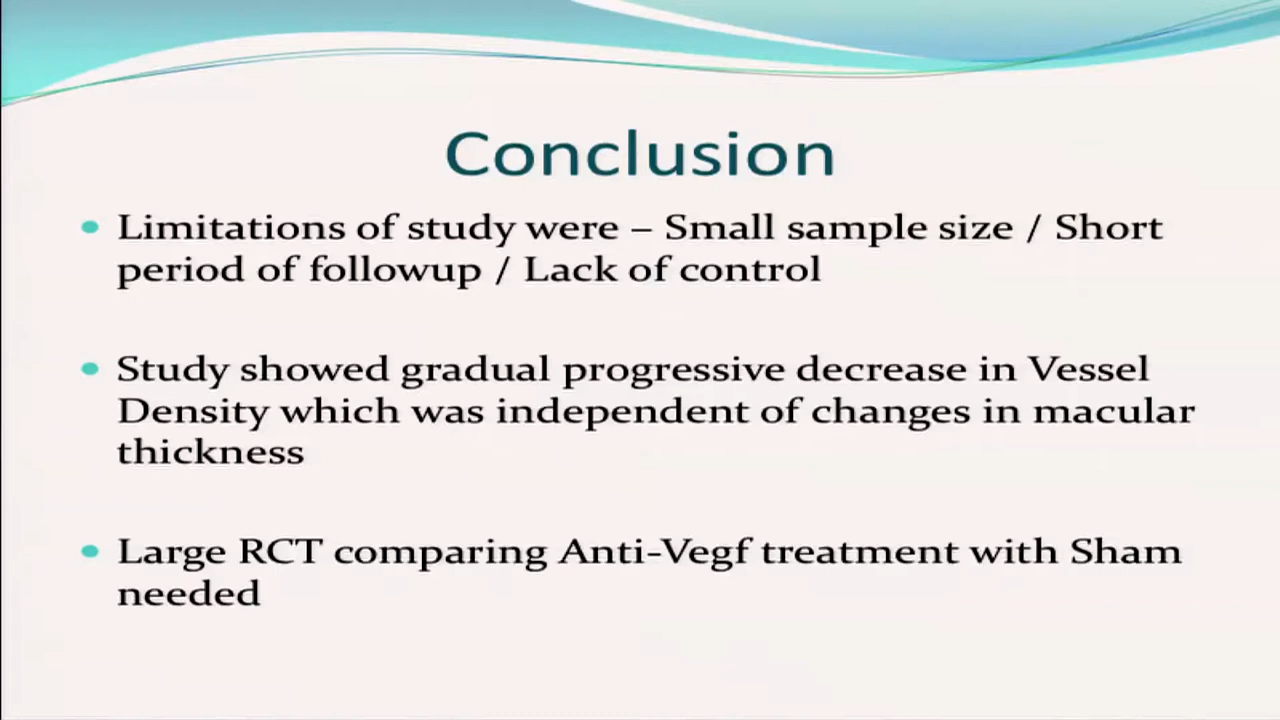 Conclusion
Limitations of study were – Small sample size / Short
period of followup / Lack of control
Study showed gradual progressive decrease in Vessel
Density which was independent of changes in macular
thickness
Large RCT comparing Anti-Vegf treatment with Sham
needed